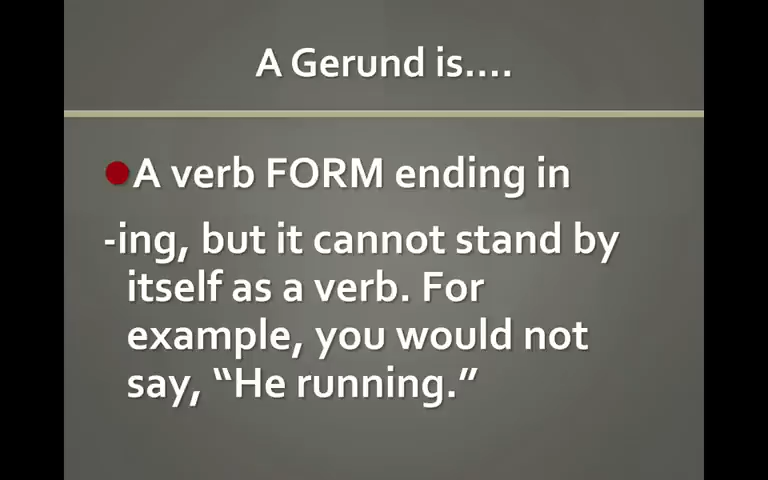 A Gerund is....
A verb FORM ending in
-ing, but it cannot stand by
itself as a verb. For
example, you would not
say, “He running.”